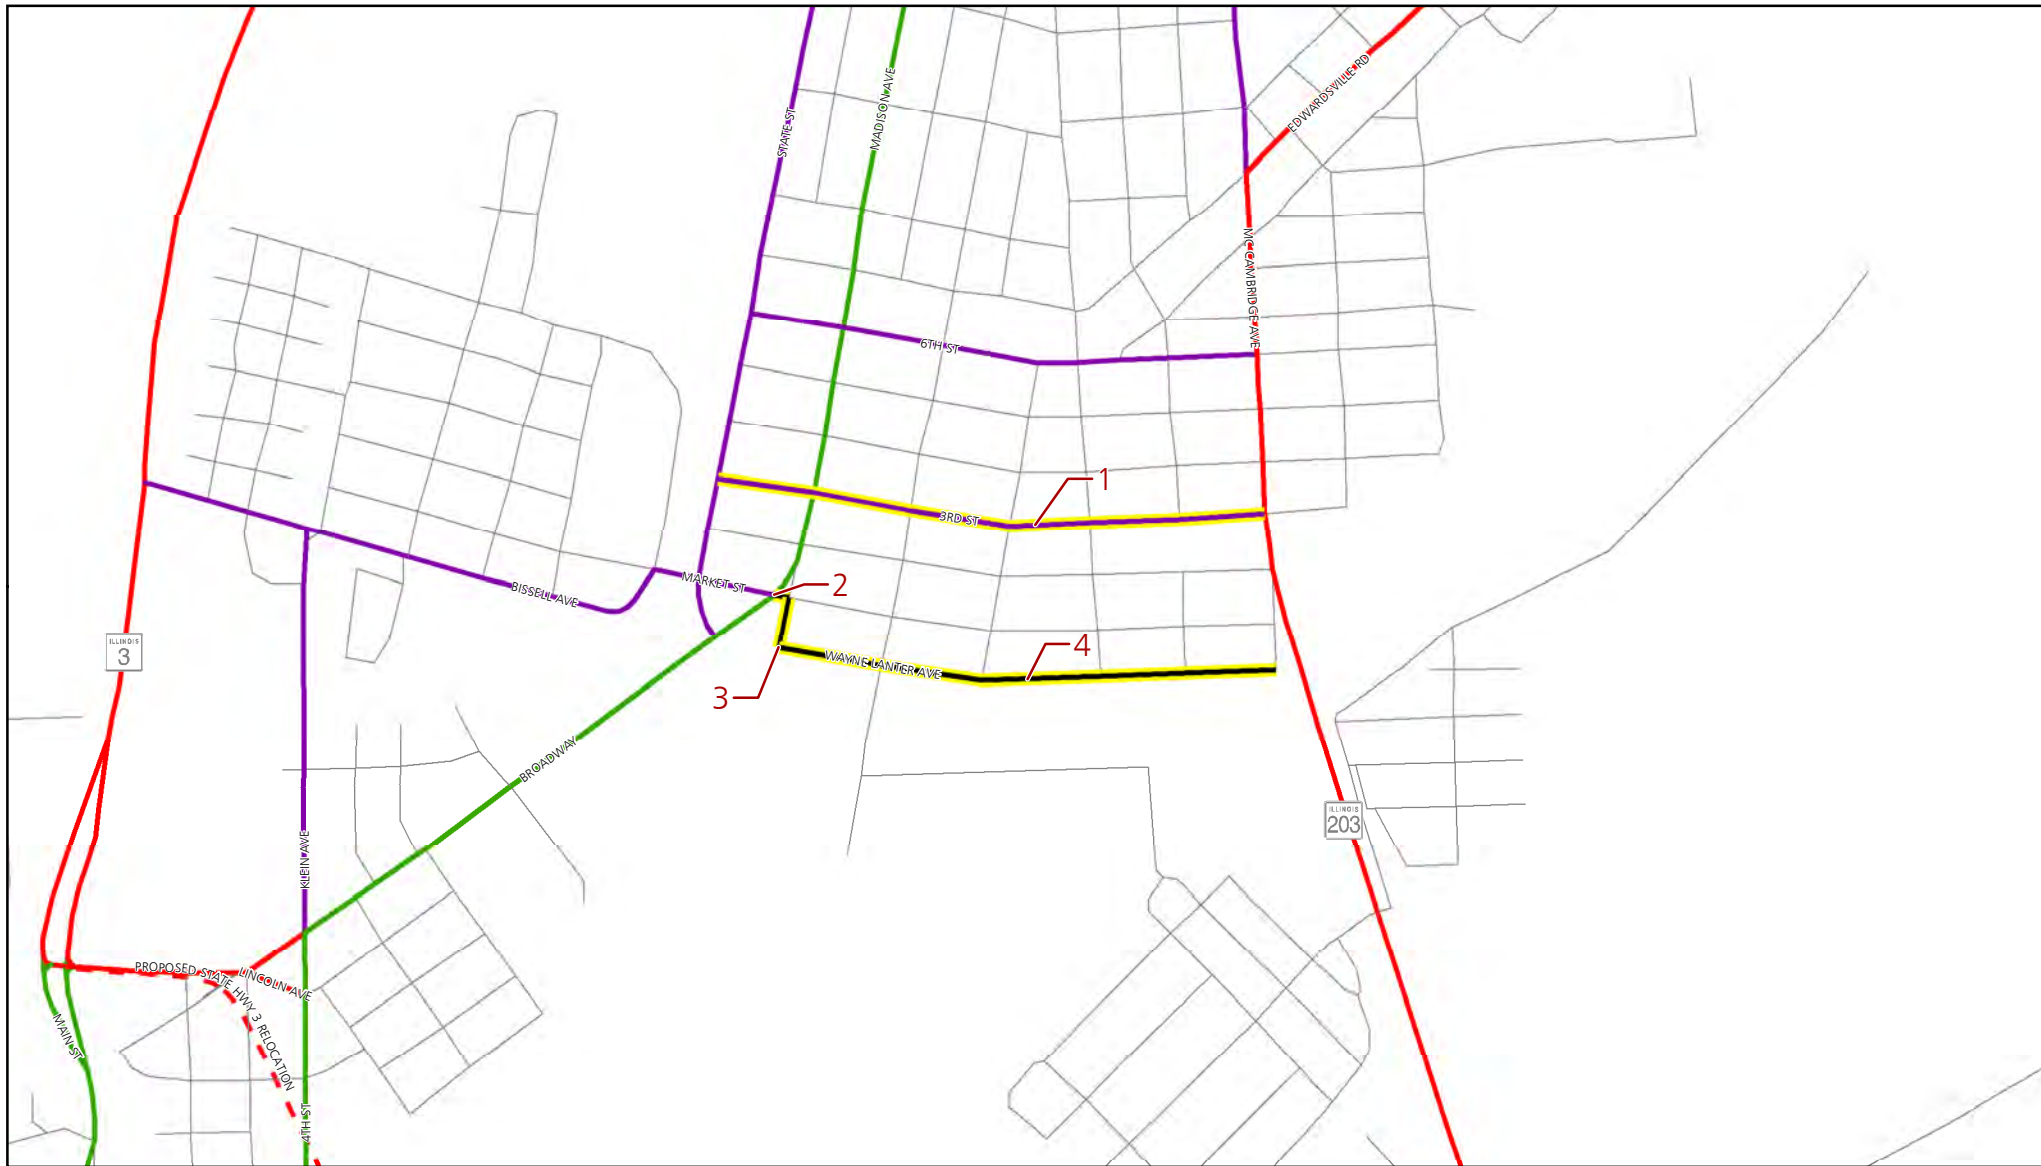 EDWARDSVILLE RD
MADISON AVE
STATE ST
MCCAMBRIDGE AVE
6TH ST
1
3RD ST
MARKET ST
2
BISSELL AVE
ILLINOIS
3
4
WAYNE LANTER AVE
3
BROADWAY
ILLINOIS
203
KLEIN AVE
PROPOSED STATE HWY 3 RELOCATION
LINCOLN AVE
MAIN ST
4TH ST